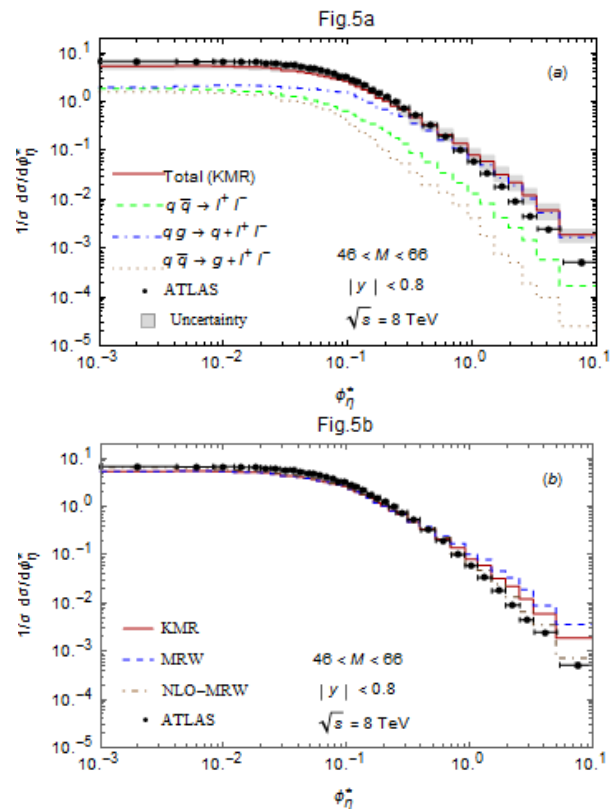 Fig.5a
(a)
10.¹
10.⁰
10.⁻¹
10.⁻²
10.⁻³
10.⁻⁴
10.⁻⁵
1/σ dσ/dϕ*η
Total (KMR)
q q̄ → l⁺ l⁻
q g → q + l⁺ l⁻
q q̄ → g + l⁺ l⁻
ATLAS
Uncertainty
46 < M < 66
| y | < 0.8
√s = 8 TeV
10.⁻³ 10.⁻² 10.⁻¹ 10.⁰ 10.¹
ϕ*η
Fig.5b
(b)
10.¹
10.⁰
10.⁻¹
10.⁻²
10.⁻³
10.⁻⁴
10.⁻⁵
1/σ dσ/dϕ*η
KMR
MRW
NLO–MRW
ATLAS
46 < M < 66
| y | < 0.8
√s = 8 TeV
10.⁻³ 10.⁻² 10.⁻¹ 10.⁰ 10.¹
ϕ*η